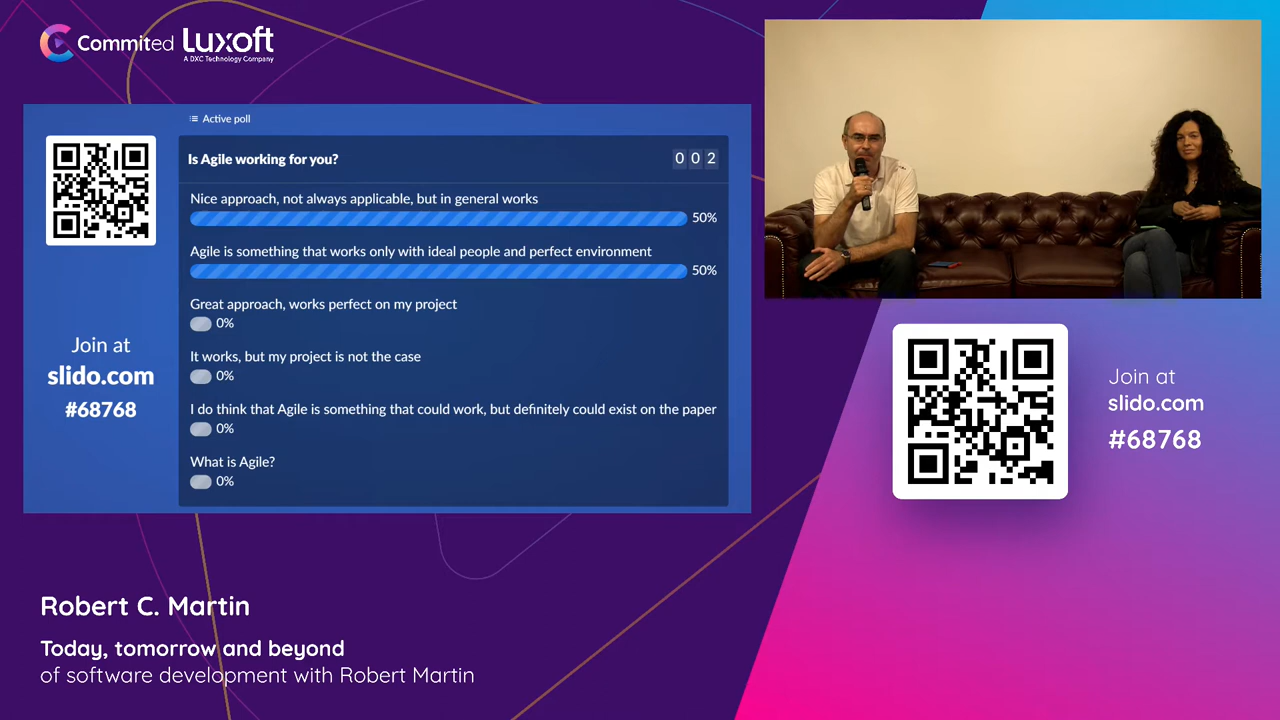 Commited Luxoft
A DXC Technology Company
Active poll
Is Agile working for you?
0 0 2
Nice approach, not always applicable, but in general works
50%
Agile is something that works only with ideal people and perfect environment
50%
Great approach, works perfect on my project
0%
It works, but my project is not the case
0%
I do think that Agile is something that could work, but definitely could exist on the paper
0%
What is Agile?
0%
Join at
slido.com
#68768
Join at
slido.com
#68768
Robert C. Martin
Today, tomorrow and beyond
of software development with Robert Martin